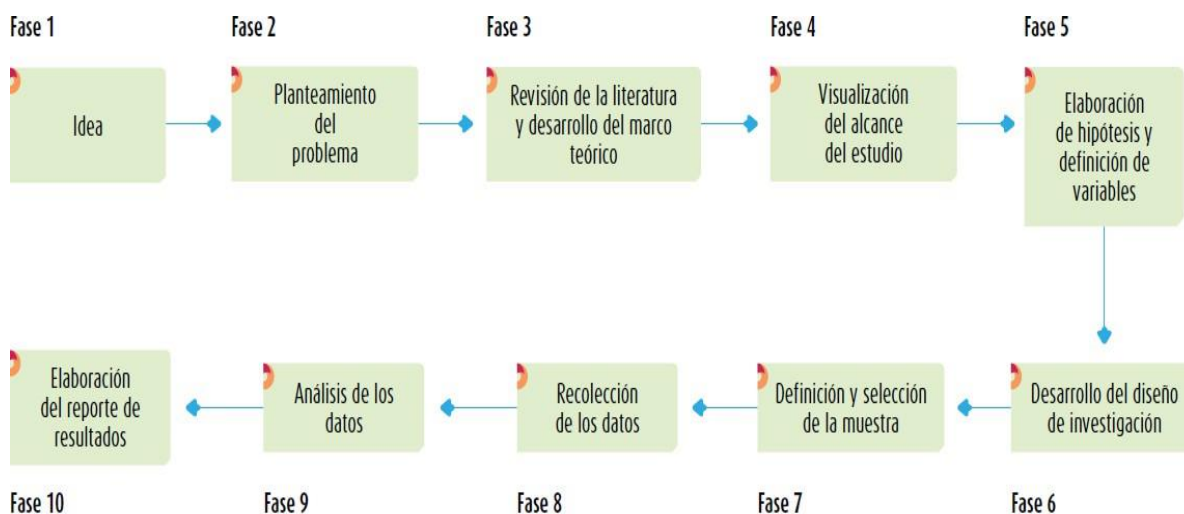 Fase 1
Idea
Fase 2
Planteamiento
del
problema
Fase 3
Revisión de la literatura
y desarrollo del marco
teórico
Fase 4
Visualización
del alcance
del estudio
Fase 5
Elaboración
de hipótesis y
definición de
variables
Desarrollo del diseño
de investigación
Fase 6
Definición y selección
de la muestra
Fase 7
Recolección
de los datos
Fase 8
Análisis de los
datos
Fase 9
Elaboración
del reporte de
resultados
Fase 10